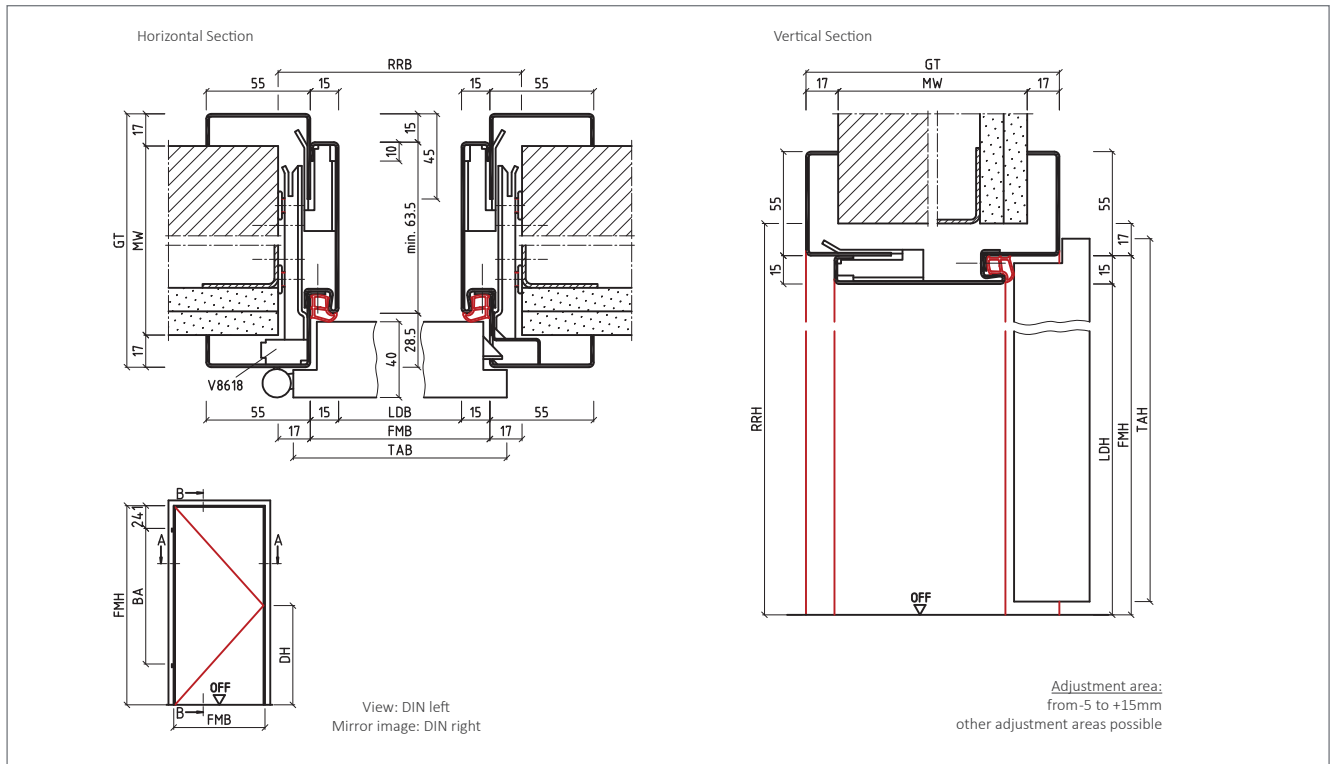 Horizontal Section
RRB
55
15
15
55
GT
17
MW
17
15
10
45
min. 63.5
28.5
40
V8618
55
15
LDB
15
55
17
FMB
17
TAB
Vertical Section
GT
17
MW
17
55
15
55
17
15
RRH
LDH
FMH
TAH
OFF
B
241
A
A
FMH
BA
DH
OFF
B
FMB
View: DIN left
Mirror image: DIN right
Adjustment area:
from-5 to +15mm
other adjustment areas possible